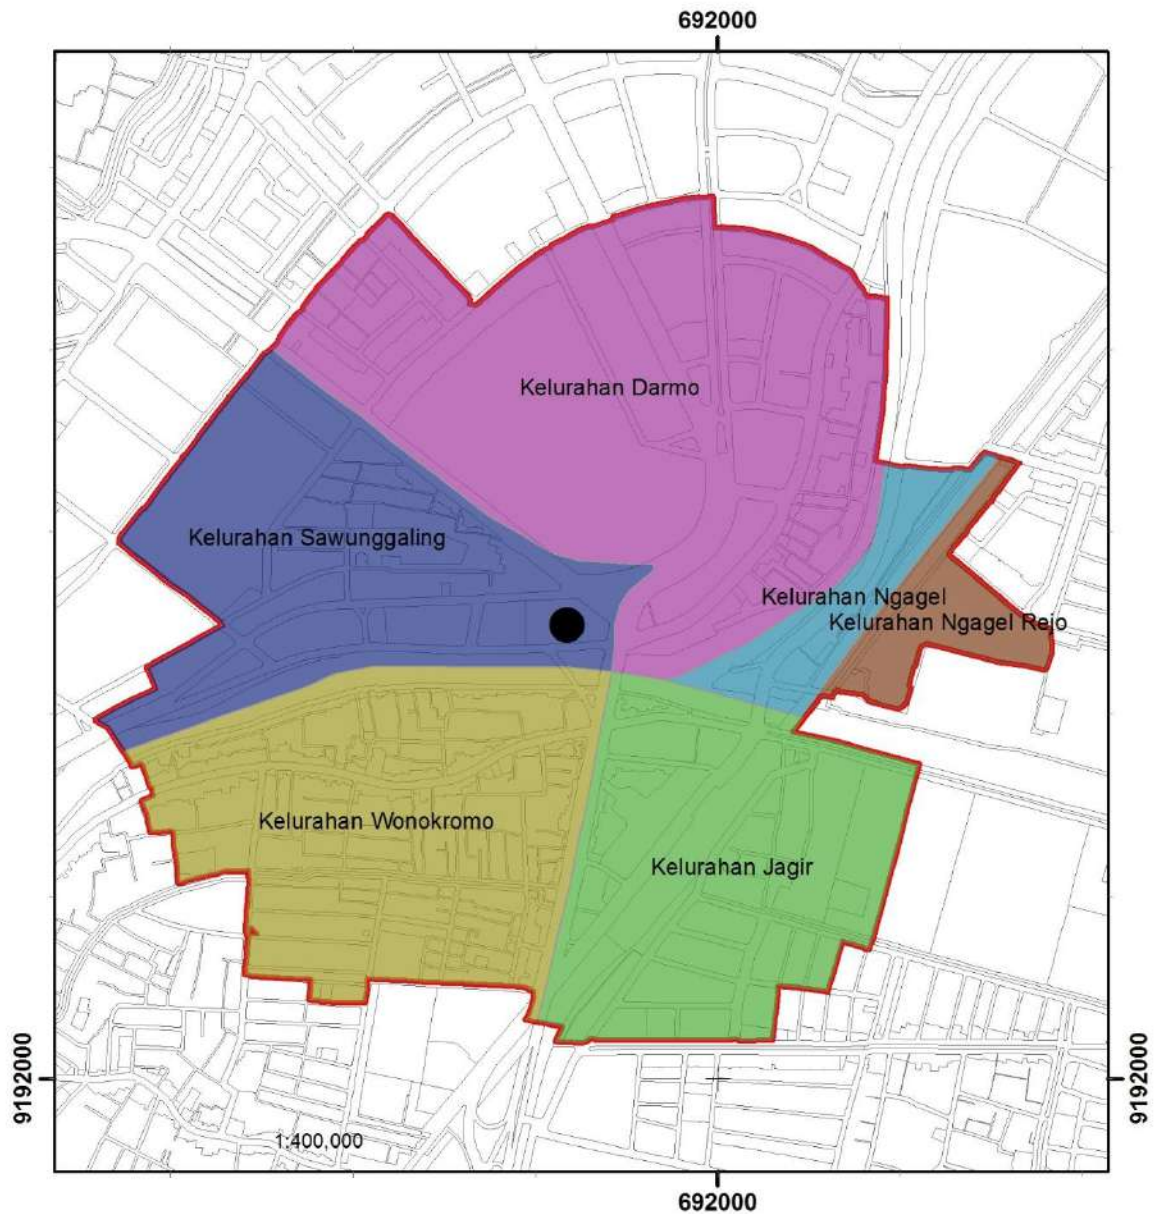 692000
Kelurahan Darmo
Kelurahan Sawunggaling
Kelurahan Ngagel
Kelurahan Ngagel Rejo
Kelurahan Wonokromo
Kelurahan Jagir
9192000
9192000
1:400,000
692000